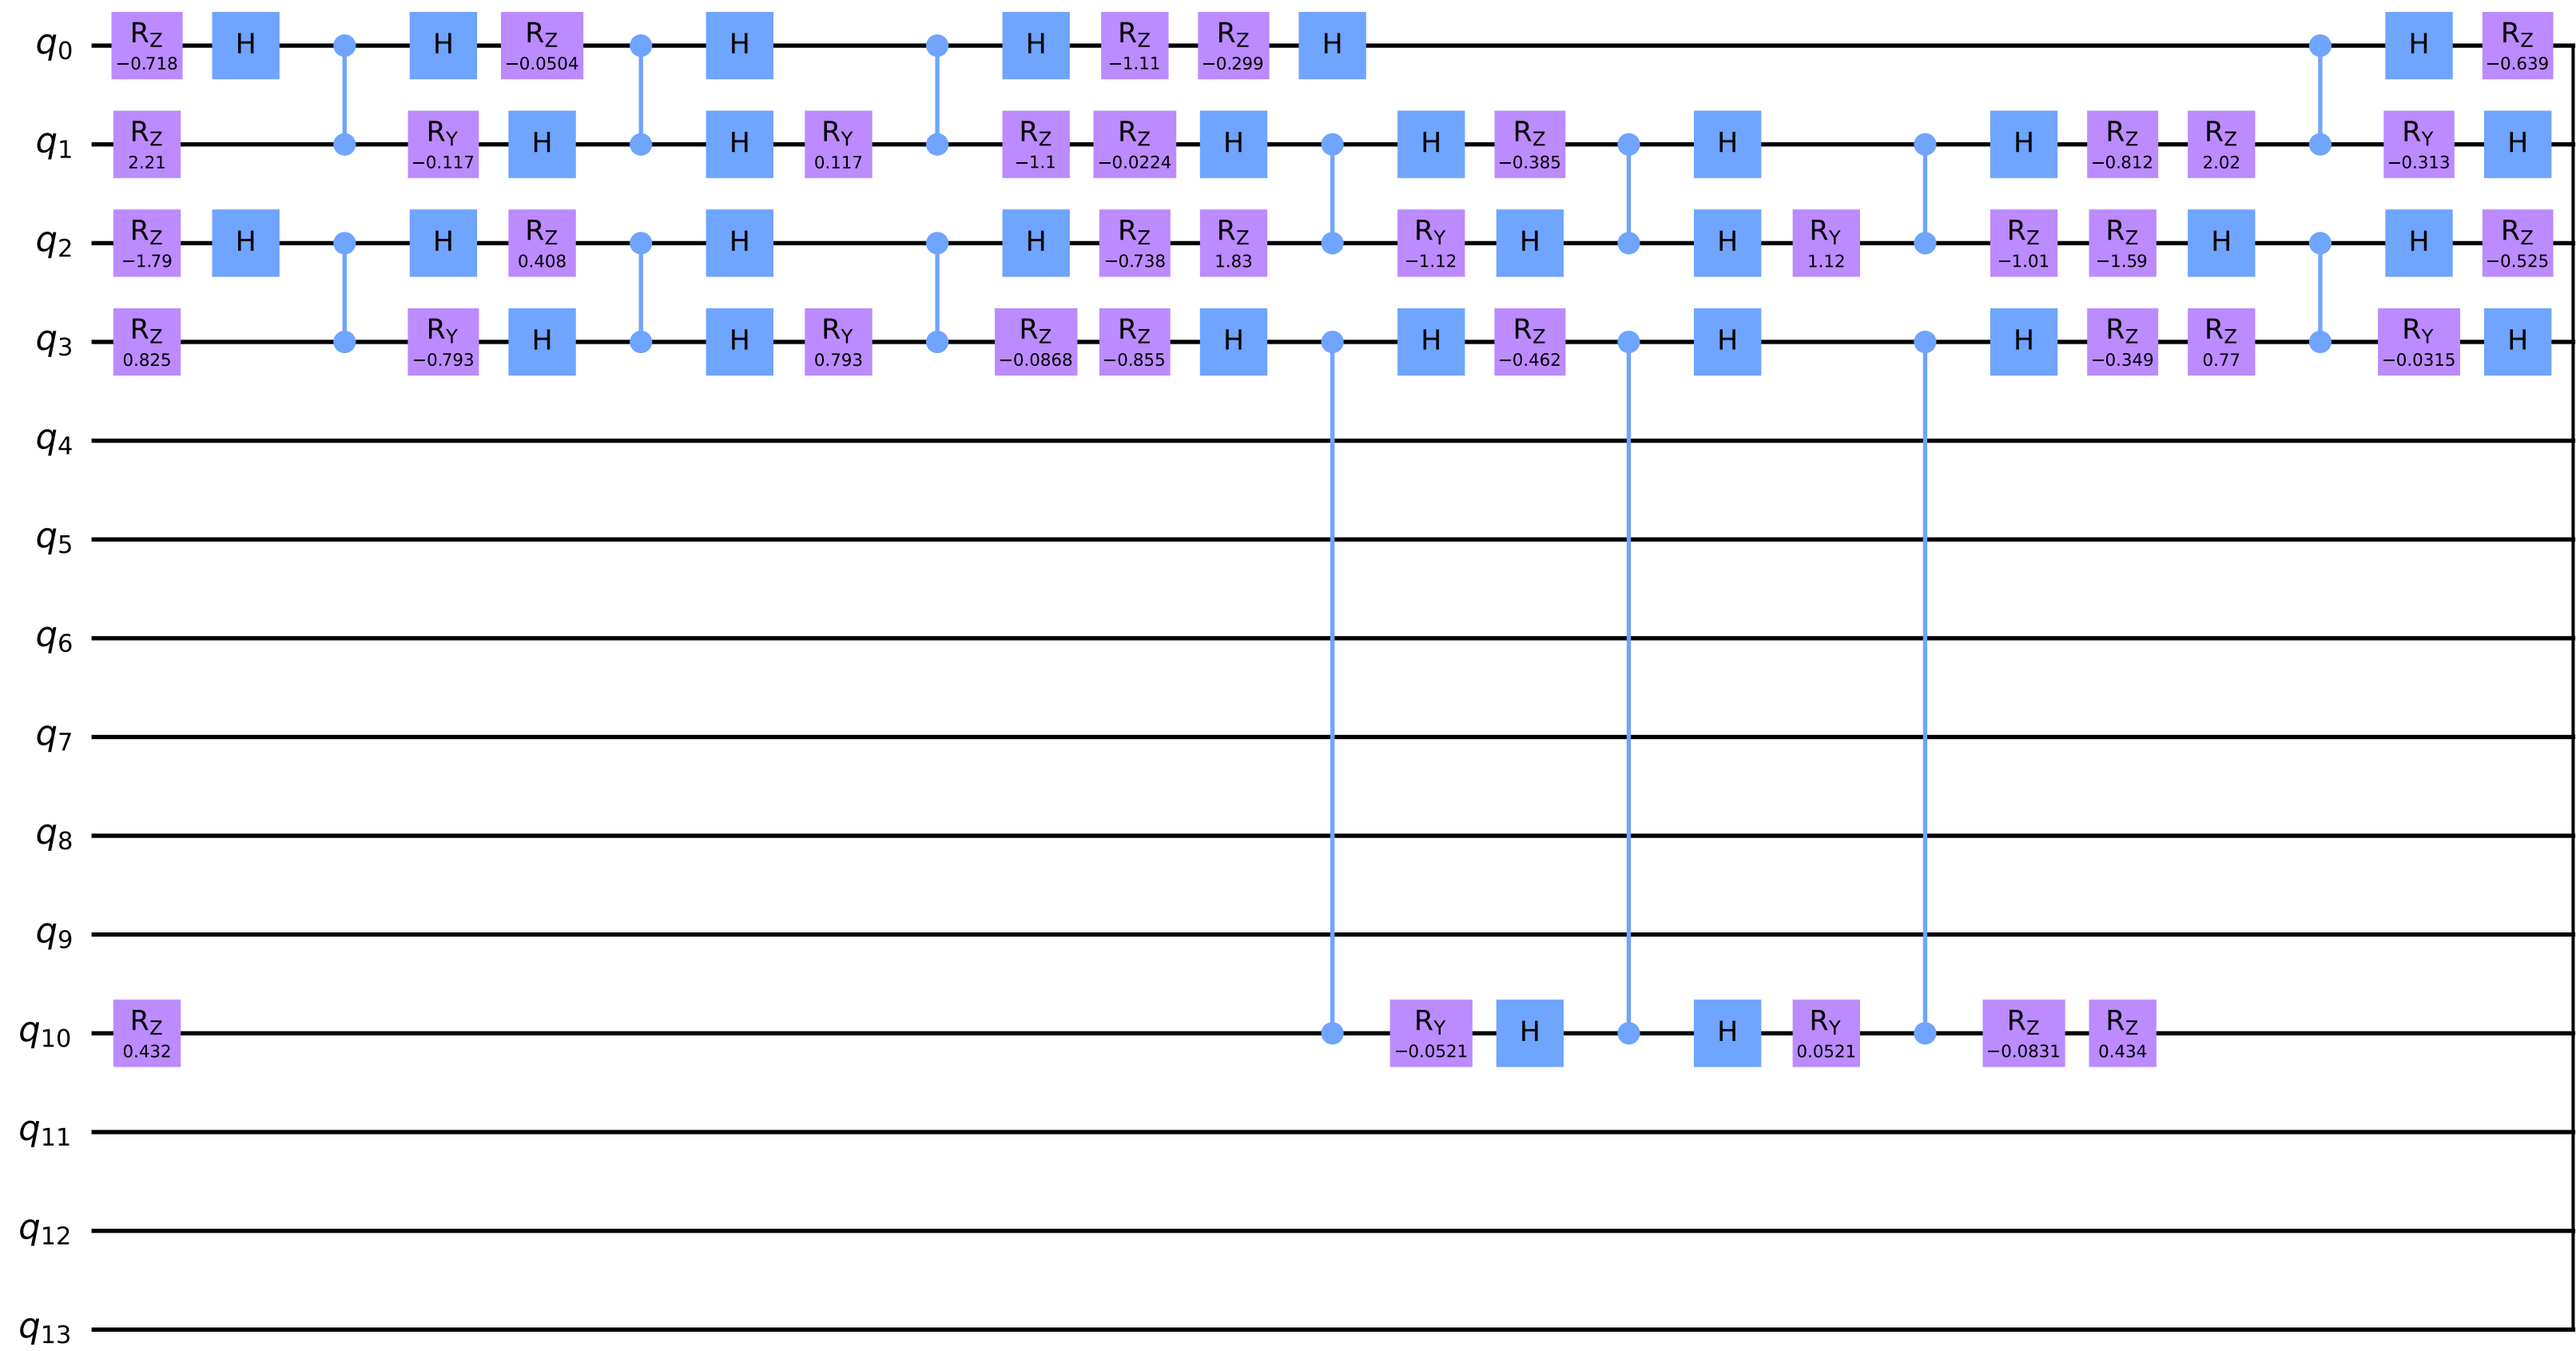 q0 RZ −0.718 H H RZ −0.0504 H H RZ −1.11 RZ −0.299 H H RZ −0.639
q1 RZ 2.21 RY −0.117 H H RY 0.117 RZ −1.1 RZ −0.0224 H H RZ −0.385 H H RZ −0.812 RZ 2.02 RY −0.313 H
q2 RZ −1.79 H H RZ 0.408 H H RZ −0.738 RZ 1.83 RY −1.12 H H RY 1.12 RZ −1.01 RZ −1.59 H H RZ −0.525
q3 RZ 0.825 RY −0.793 H H RY 0.793 RZ −0.0868 RZ −0.855 H H RZ −0.462 H H RZ −0.349 RZ 0.77 RY −0.0315 H
q4
q5
q6
q7
q8
q9
q10 RZ 0.432 RY −0.0521 H H RY 0.0521 RZ −0.0831 RZ 0.434
q11
q12
q13